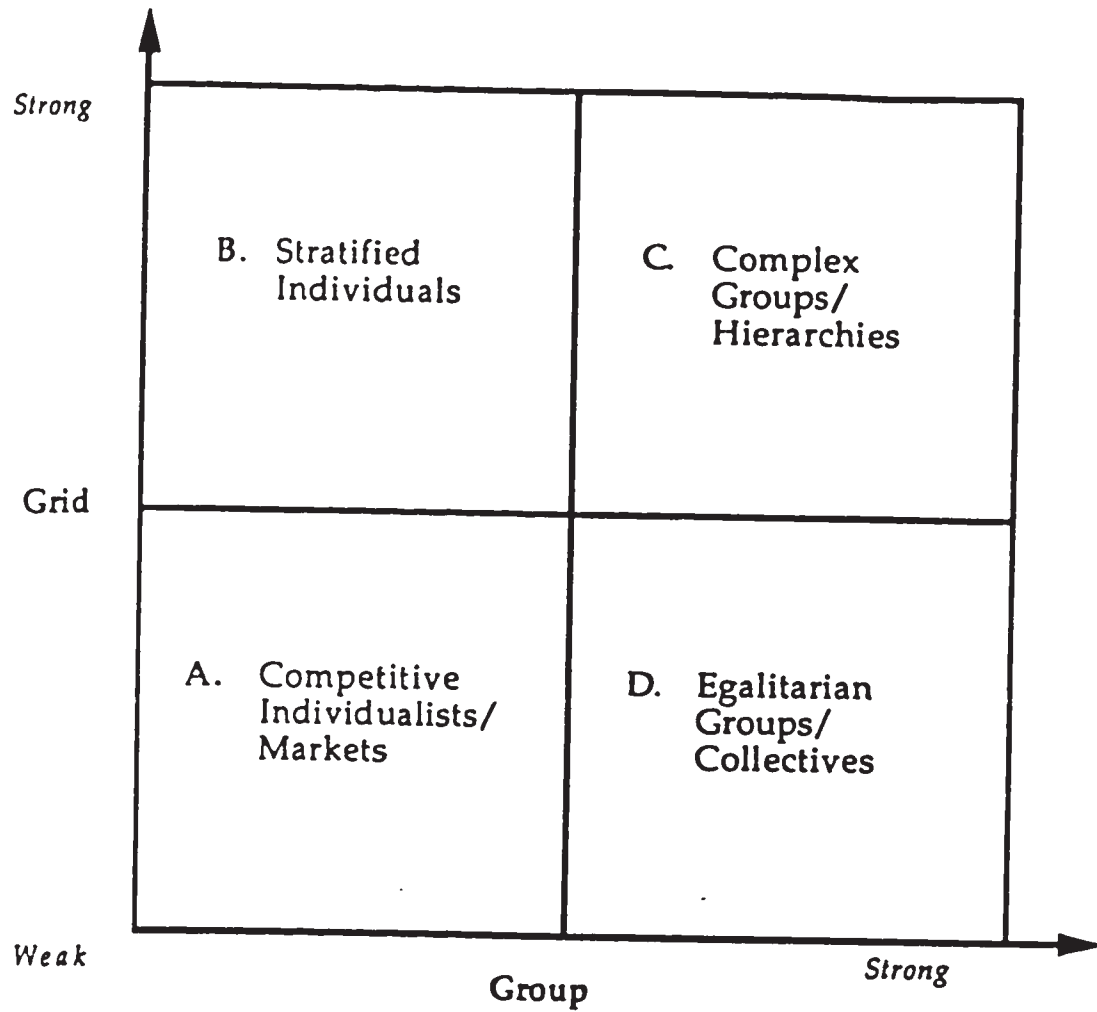 Strong
B. Stratified
Individuals
C. Complex
Groups/
Hierarchies
Grid
A. Competitive
Individualists/
Markets
D. Egalitarian
Groups/
Collectives
Weak
Strong
Group